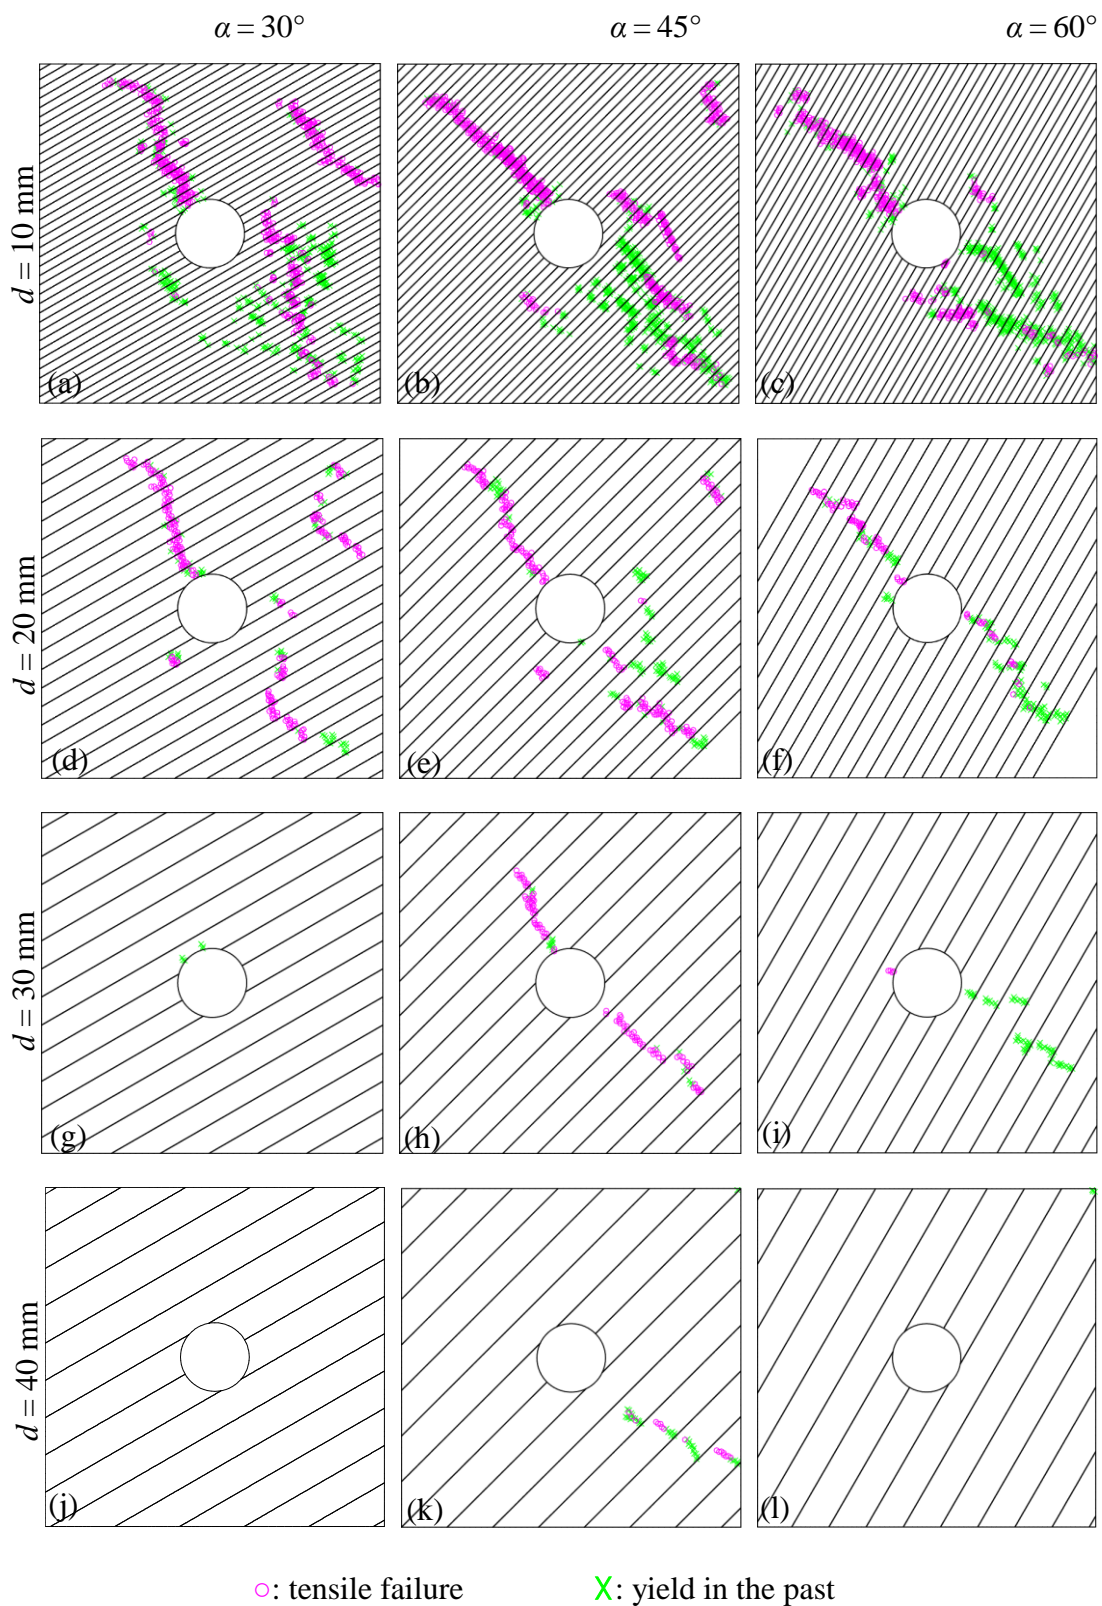 α = 30° α = 45° α = 60°
d = 10 mm
(a) (b) (c)
d = 20 mm
(d) (e) (f)
d = 30 mm
(g) (h) (i)
d = 40 mm
(j) (k) (l)
○: tensile failure X: yield in the past